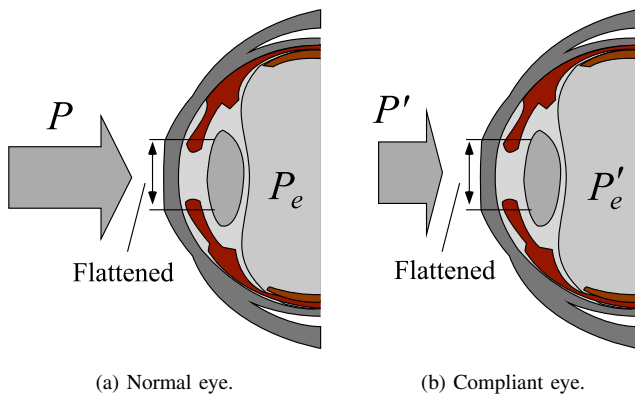 P
P_e
Flattened
(a) Normal eye.
P′
P′_e
Flattened
(b) Compliant eye.